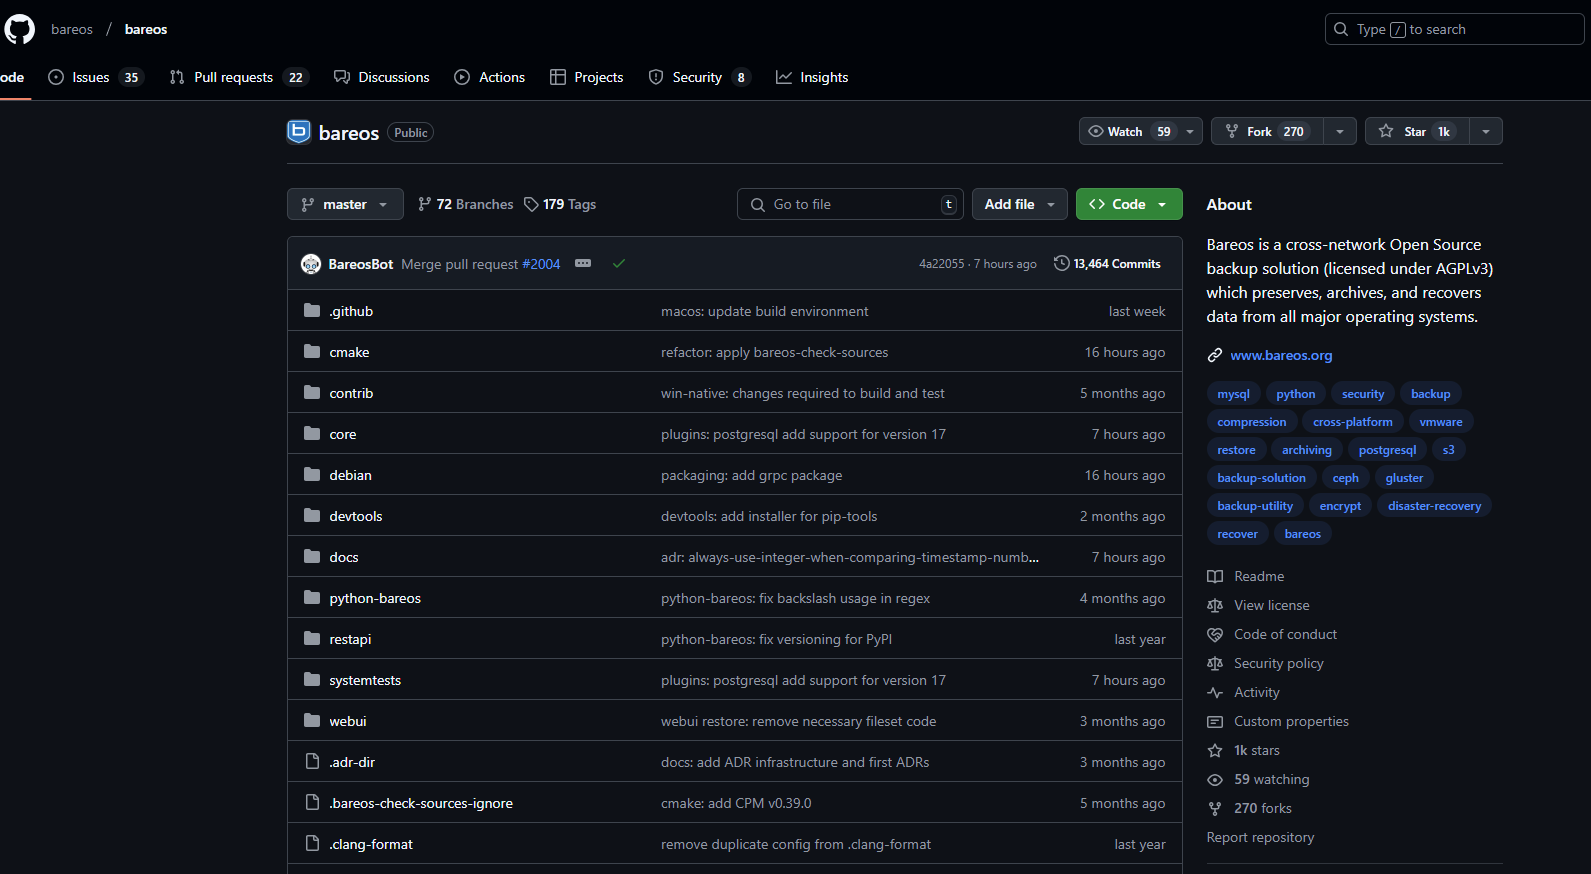 bareos / bareos
Type / to search
ode Issues 35 Pull requests 22 Discussions Actions Projects Security 8 Insights
bareos Public
Watch 59 Fork 270 Star 1k
master 72 Branches 179 Tags Go to file t Add file Code
BareosBot Merge pull request #2004 4a22055 · 7 hours ago 13,464 Commits
.github macos: update build environment last week
cmake refactor: apply bareos-check-sources 16 hours ago
contrib win-native: changes required to build and test 5 months ago
core plugins: postgresql add support for version 17 7 hours ago
debian packaging: add grpc package 16 hours ago
devtools devtools: add installer for pip-tools 2 months ago
docs adr: always-use-integer-when-comparing-timestamp-numb... 7 hours ago
python-bareos python-bareos: fix backslash usage in regex 4 months ago
restapi python-bareos: fix versioning for PyPI last year
systemtests plugins: postgresql add support for version 17 7 hours ago
webui webui restore: remove necessary fileset code 3 months ago
.adr-dir docs: add ADR infrastructure and first ADRs 3 months ago
.bareos-check-sources-ignore cmake: add CPM v0.39.0 5 months ago
.clang-format remove duplicate config from .clang-format last year
About
Bareos is a cross-network Open Source
backup solution (licensed under AGPLv3)
which preserves, archives, and recovers
data from all major operating systems.
www.bareos.org
mysql python security backup
compression cross-platform vmware
restore archiving postgresql s3
backup-solution ceph gluster
backup-utility encrypt disaster-recovery
recover bareos
Readme
View license
Code of conduct
Security policy
Activity
Custom properties
1k stars
59 watching
270 forks
Report repository